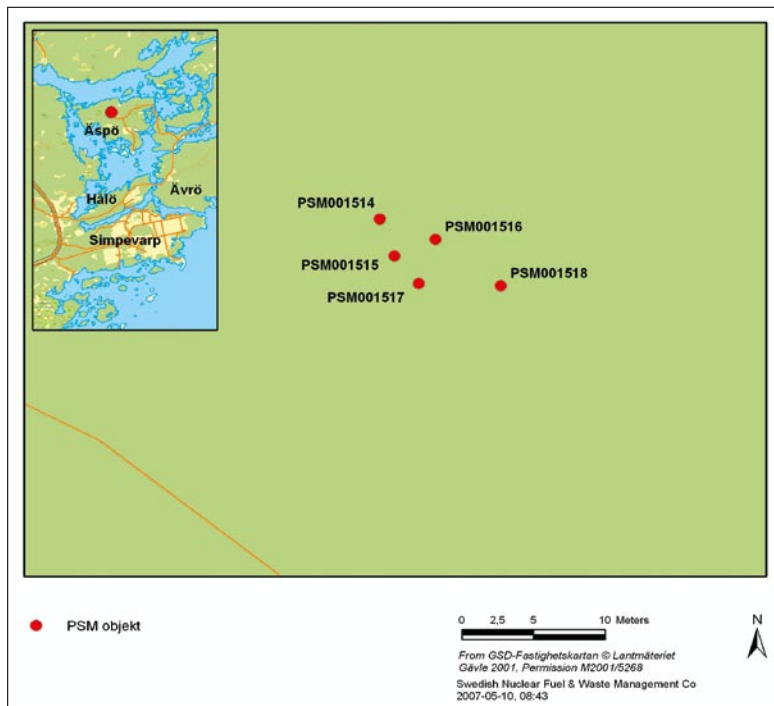 Äspö
Hålö
Ävrö
Simpevarp
PSM001514
PSM001516
PSM001515
PSM001518
PSM001517
PSM objekt
0 2,5 5 10 Meters
N
From GSD-Fastighetskartan © Lantmäteriet
Gävle 2001, Permission M2001/5268
Swedish Nuclear Fuel & Waste Management Co
2007-05-10, 08:43